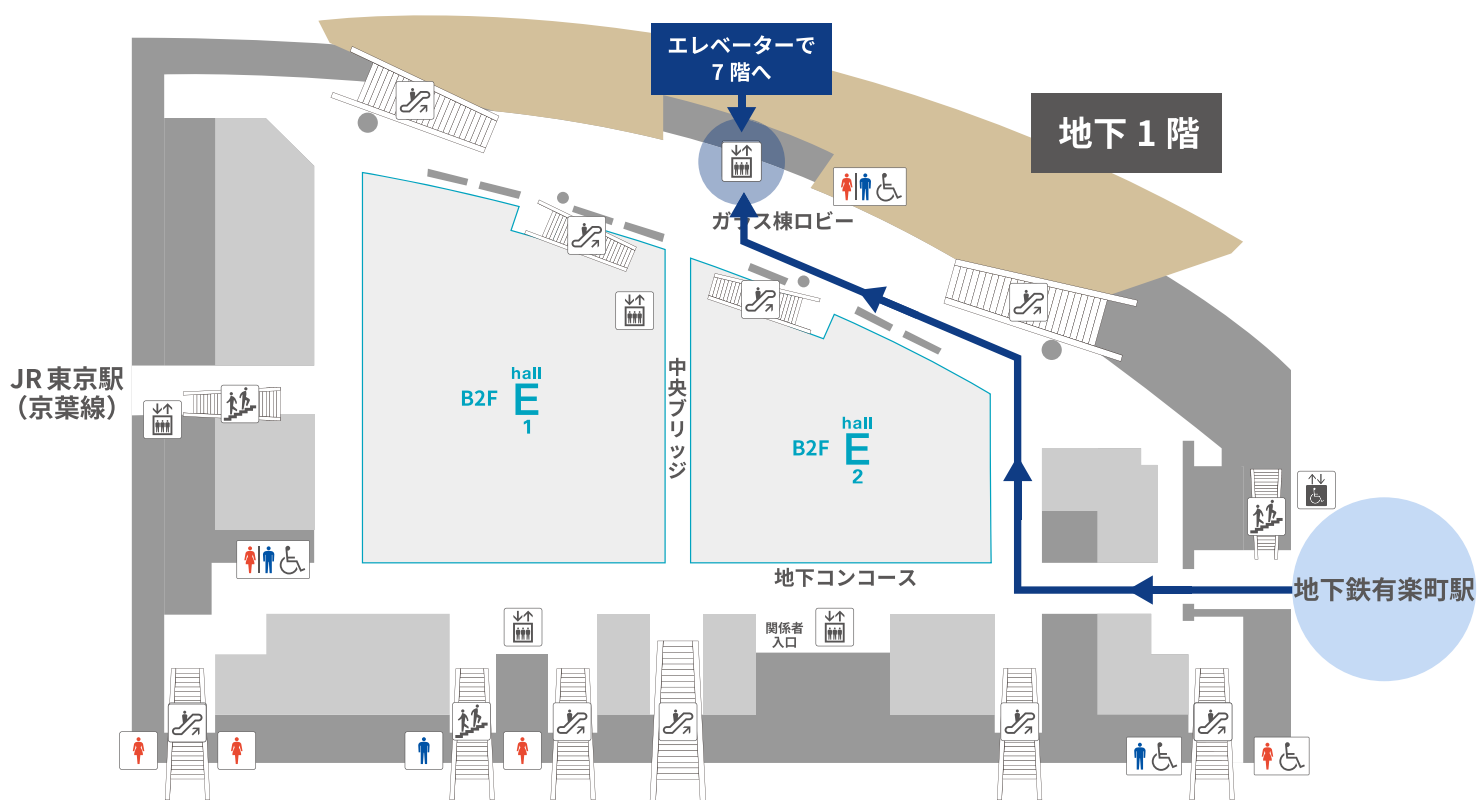 エレベーターで
7階へ
地下1階
ガラス棟ロビー
JR東京駅
（京葉線）
B2F
hall
E
1
中央ブリッジ
B2F
hall
E
2
地下コンコース
地下鉄有楽町駅
関係者
入口